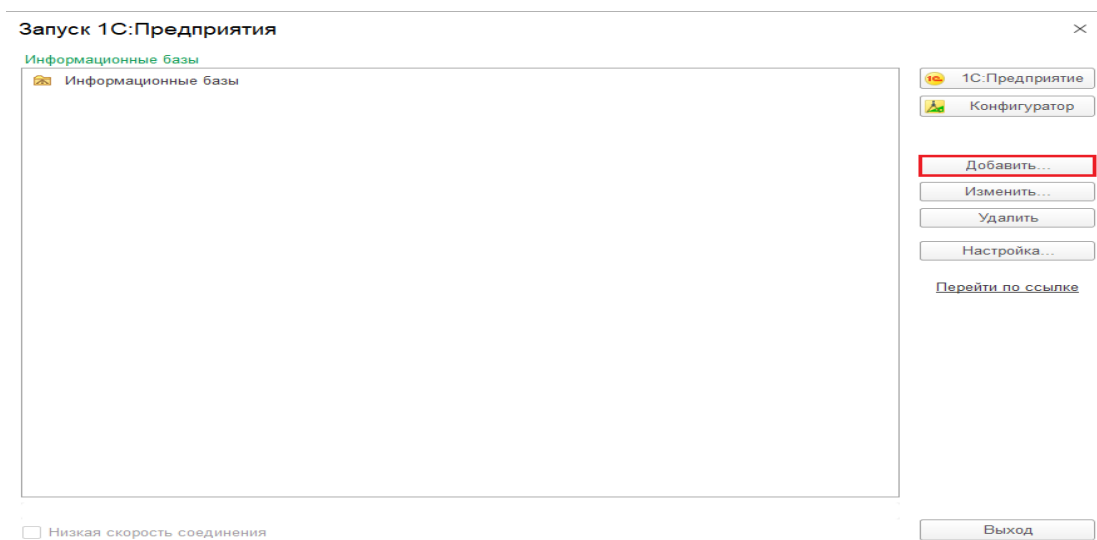 Запуск 1С:Предприятия
Информационные базы
Информационные базы
1С:Предприятие
Конфигуратор
Добавить...
Изменить...
Удалить
Настройка...
Перейти по ссылке
Низкая скорость соединения
Выход